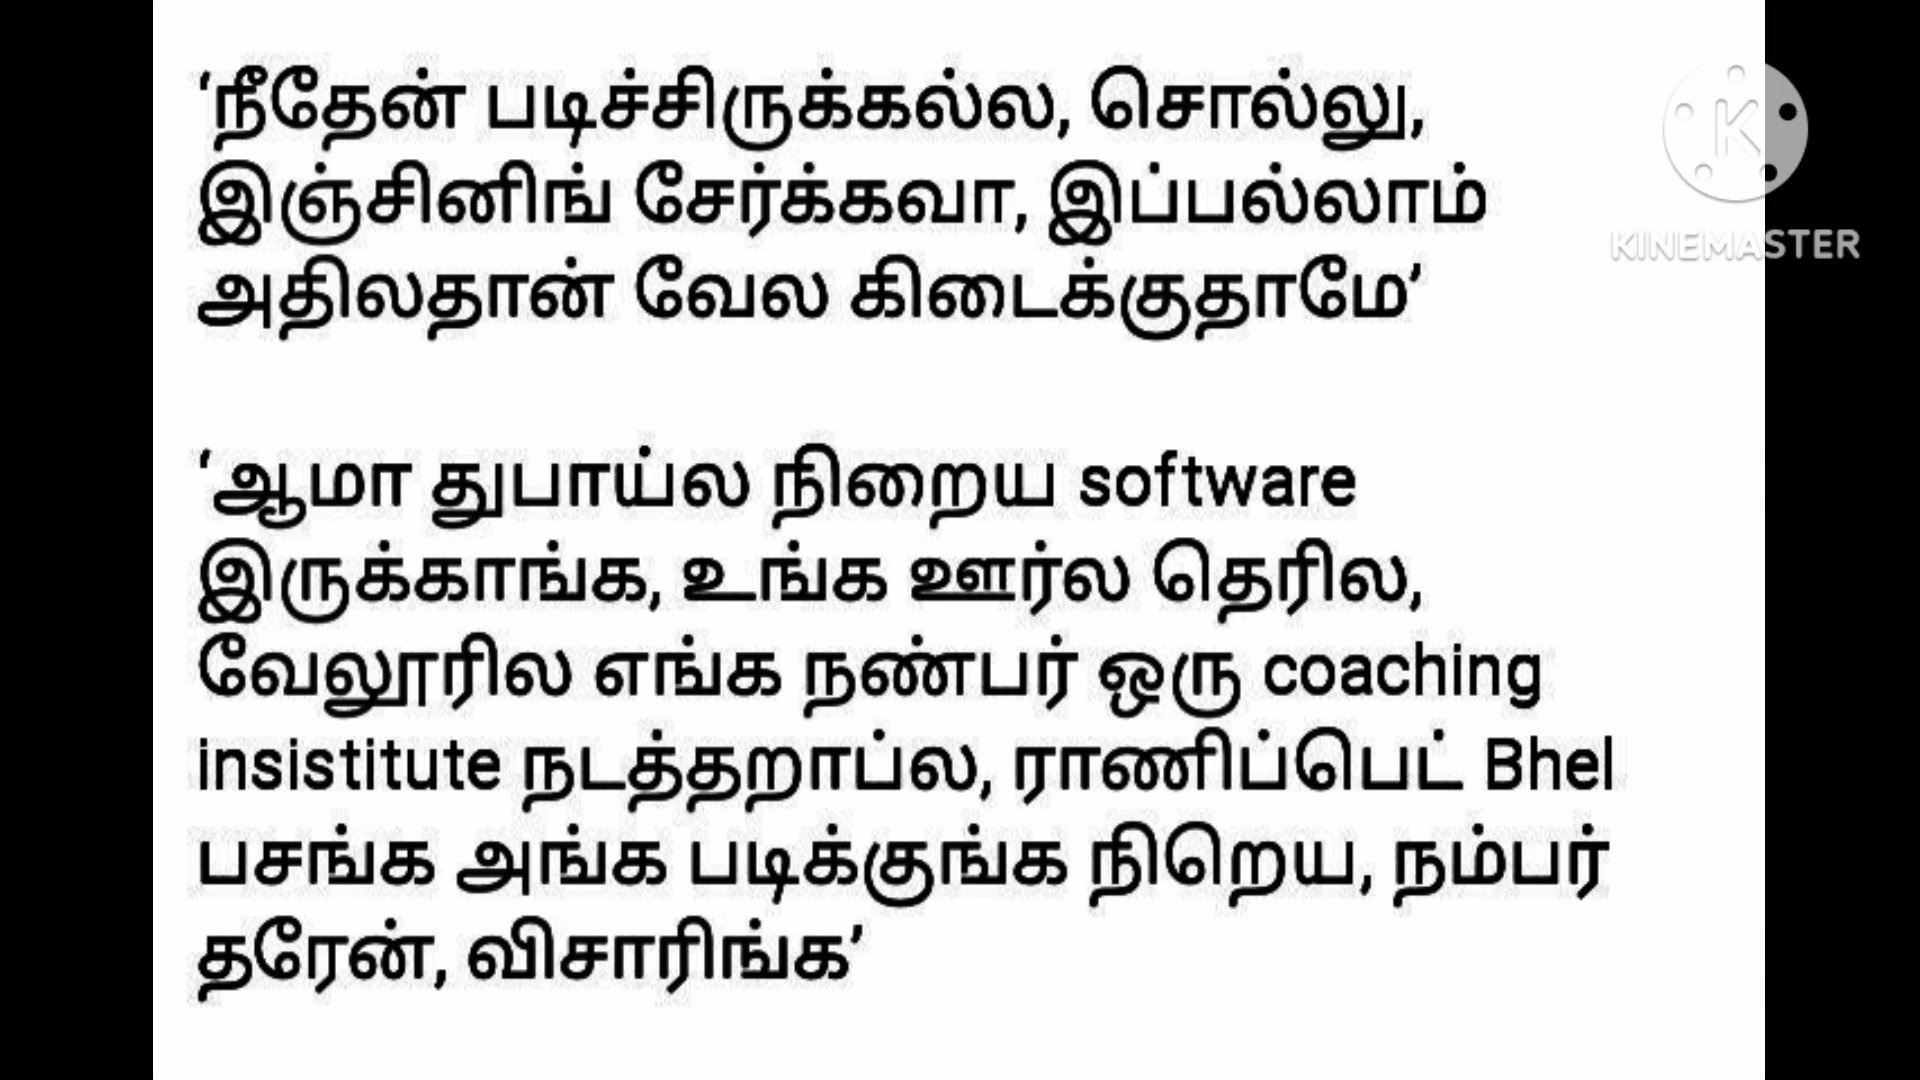 ‘நீதேன் படிச்சிருக்கல்ல, சொல்லு,
இஞ்சினிங் சேர்க்கவா, இப்பல்லாம்
அதிலதான் வேல கிடைக்குதாமே’
‘ஆமா துபாய்ல நிறைய software
இருக்காங்க, உங்க ஊர்ல தெரில,
வேலூரில எங்க நண்பர் ஒரு coaching
insistitute நடத்தறாப்ல, ராணிப்பெட் Bhel
பசங்க அங்க படிக்குங்க நிறெய, நம்பர்
தரேன், விசாரிங்க’
K
KINEMASTER